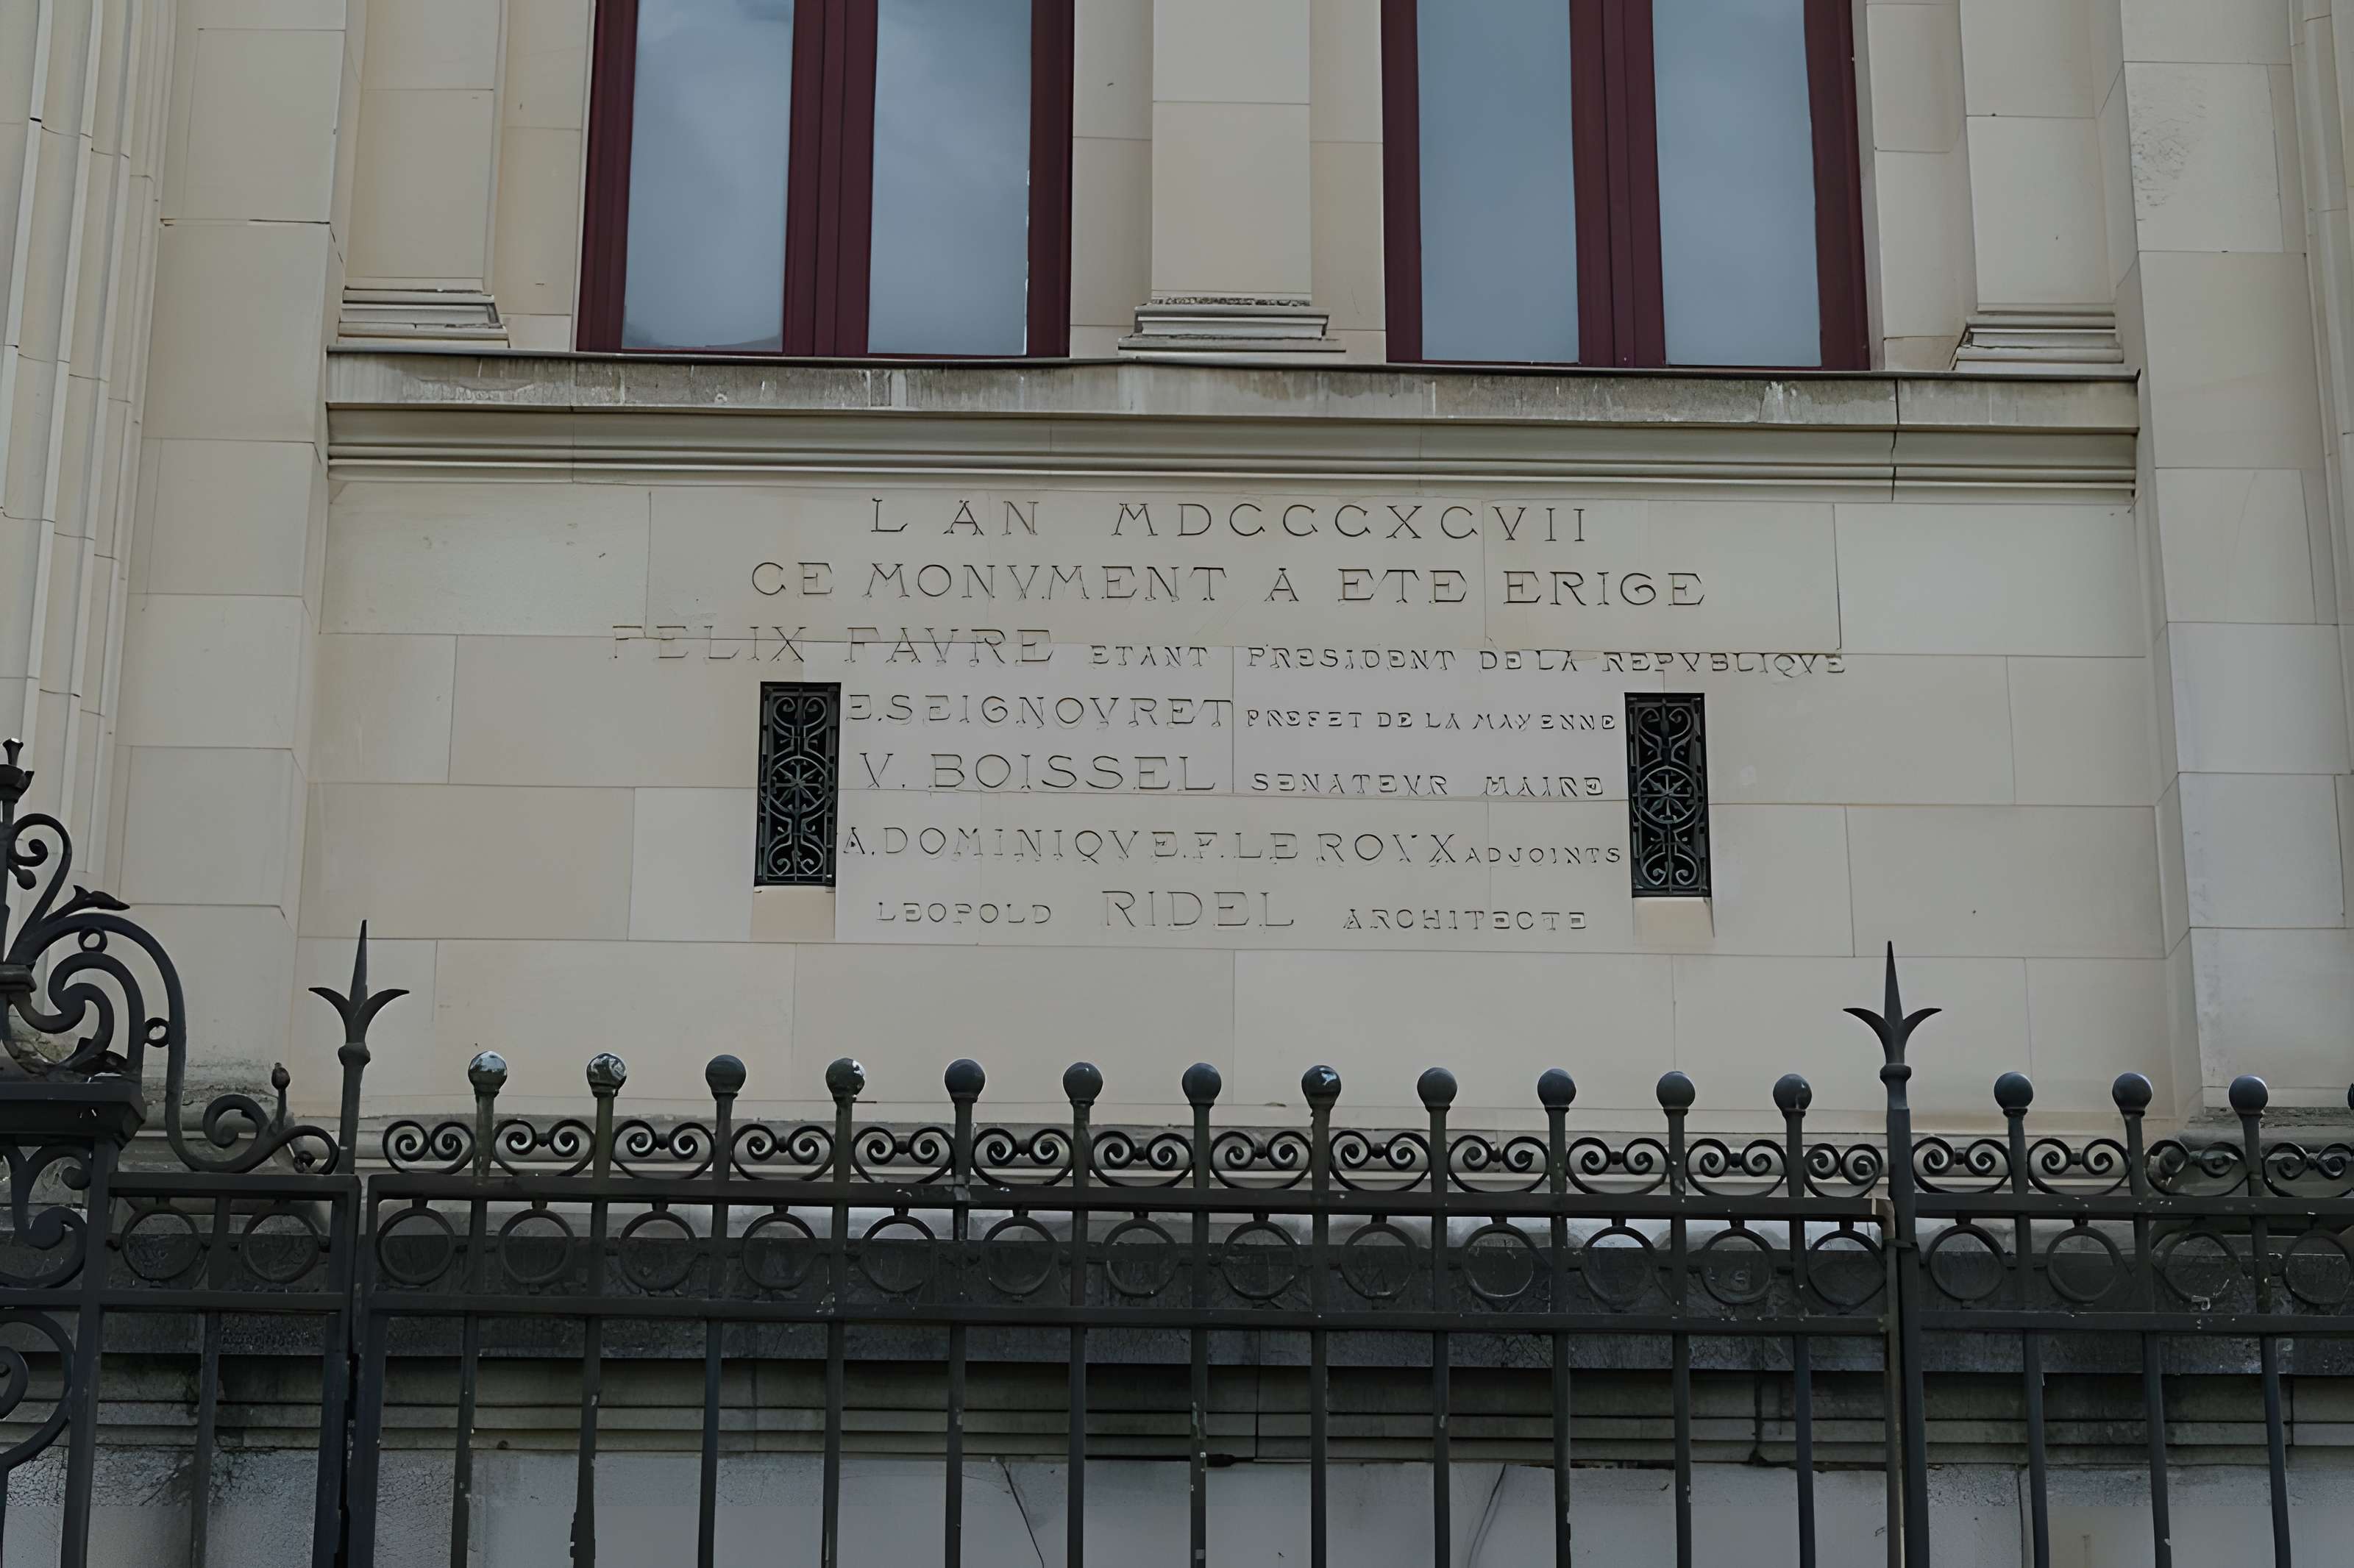 L AN MDCCCXCVII
CE MONVMENT A ETE ERIGE
FELIX FAVRE ETANT PRESIDENT DE LA REPVBLIQVE
E.SEIGNOVRET PREFET DE LA MAYENNE
V. BOISSEL SENATEVR MAIRE
A.DOMINIQVE.F.LE ROVX ADJOINTS
LEOPOLD RIDEL ARCHITECTE